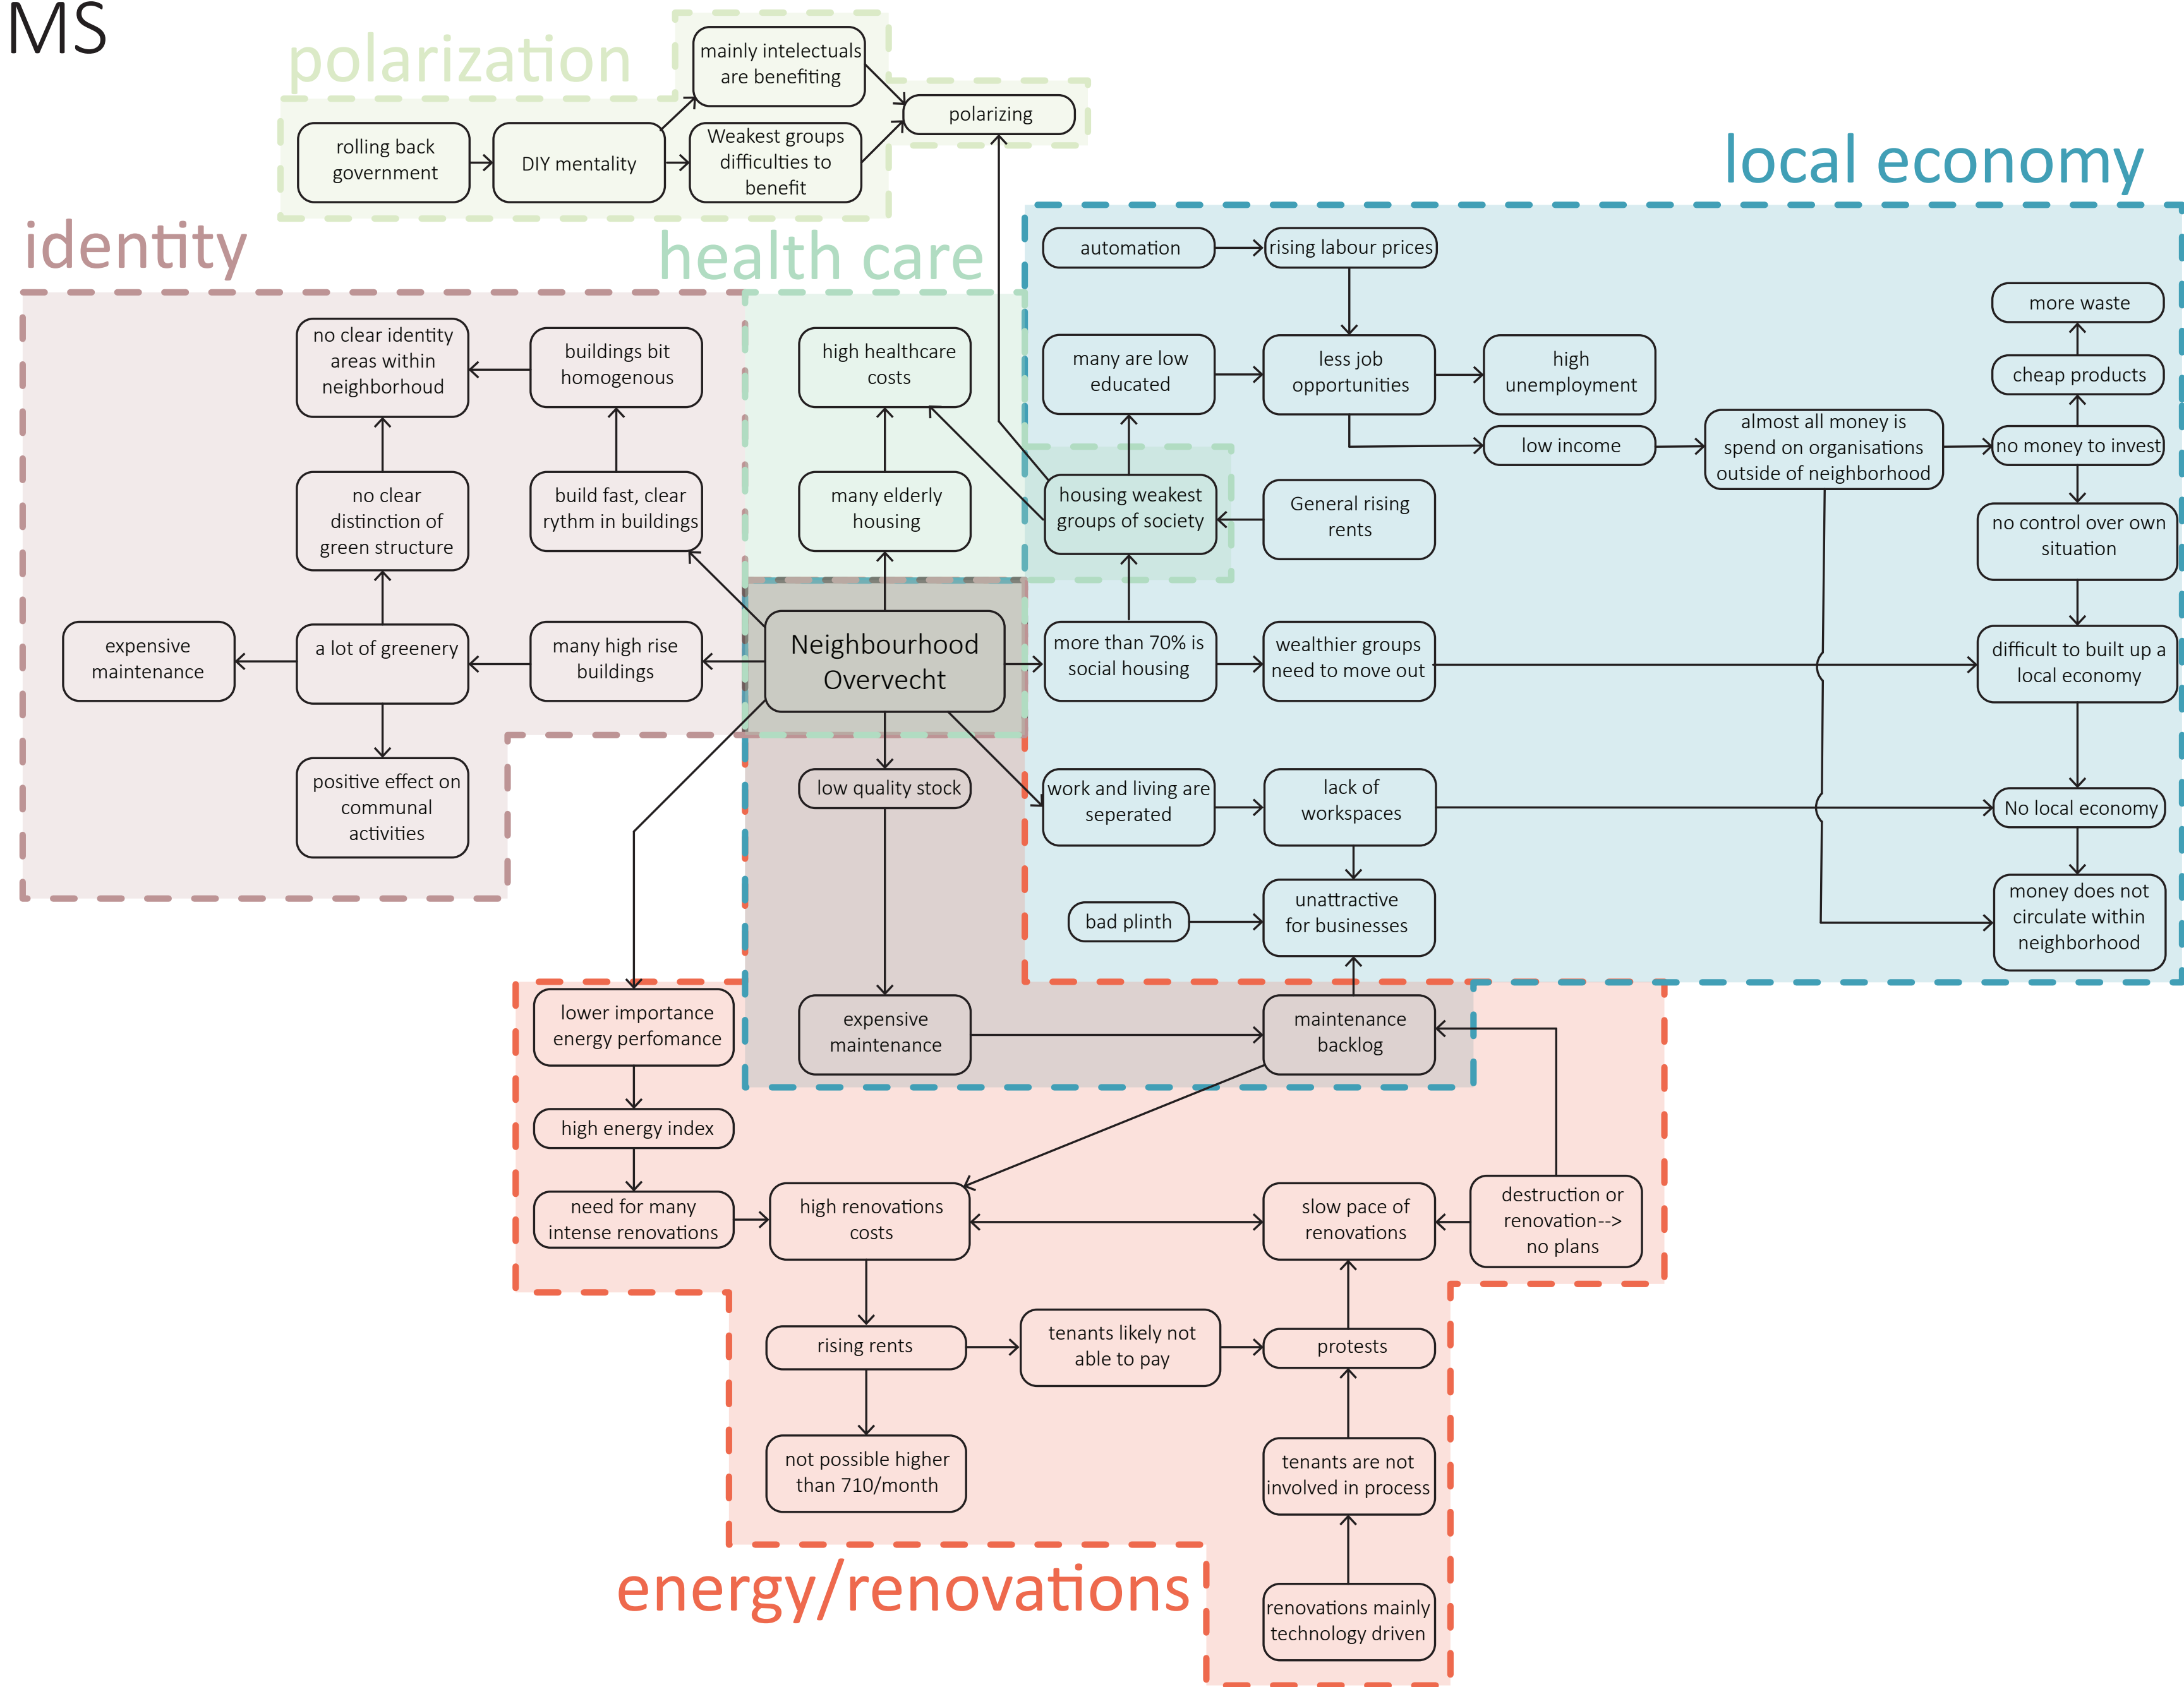 MS
polarization
mainly intelectuals
are benefiting
polarizing
rolling back
government
DIY mentality
Weakest groups
difficulties to
benefit
local economy
identity
health care
automation
rising labour prices
more waste
no clear identity
areas within
neighborhoud
buildings bit
homogenous
high healthcare
costs
many are low
educated
less job
opportunities
high
unemployment
cheap products
almost all money is
spend on organisations
outside of neighborhood
low income
no money to invest
no clear
distinction of
green structure
build fast, clear
rythm in buildings
many elderly
housing
housing weakest
groups of society
General rising
rents
no control over own
situation
expensive
maintenance
a lot of greenery
many high rise
buildings
Neighbourhood
Overvecht
more than 70% is
social housing
wealthier groups
need to move out
difficult to built up a
local economy
positive effect on
communal
activities
low quality stock
work and living are
seperated
lack of
workspaces
No local economy
bad plinth
unattractive
for businesses
money does not
circulate within
neighborhood
lower importance
energy perfomance
expensive
maintenance
maintenance
backlog
high energy index
need for many
intense renovations
high renovations
costs
slow pace of
renovations
destruction or
renovation-->
no plans
rising rents
tenants likely not
able to pay
protests
not possible higher
than 710/month
tenants are not
involved in process
energy/renovations
renovations mainly
technology driven